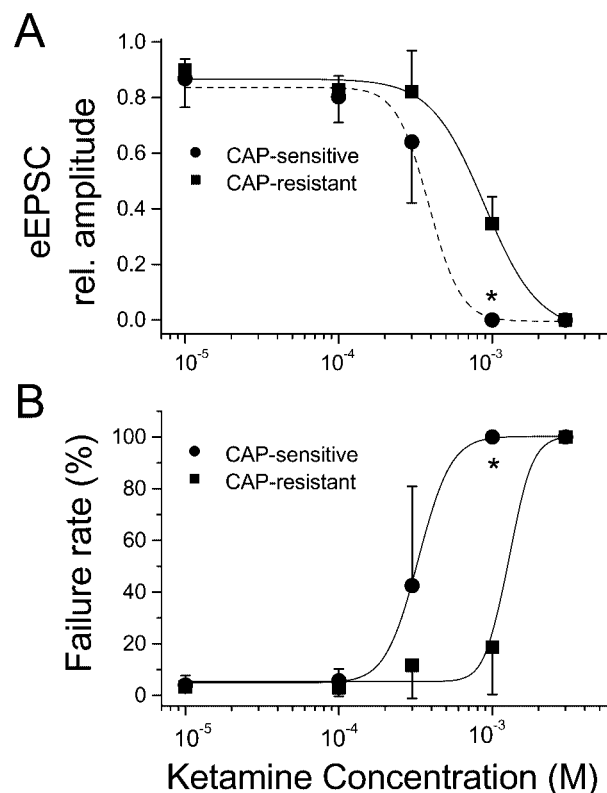 A
eEPSC
rel. amplitude
1.0
0.8
0.6
0.4
0.2
0.0
CAP-sensitive
CAP-resistant
*
10⁻⁵
10⁻⁴
10⁻³
B
Failure rate (%)
100
80
60
40
20
0
CAP-sensitive
CAP-resistant
*
10⁻⁵
10⁻⁴
10⁻³
Ketamine Concentration (M)